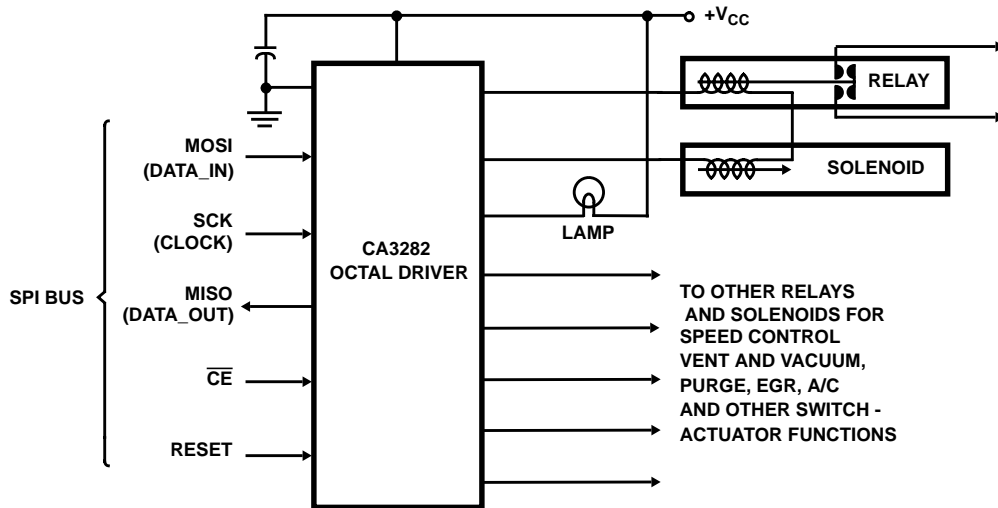 +VCC
RELAY
SOLENOID
LAMP
SPI BUS
MOSI
(DATA_IN)
SCK
(CLOCK)
MISO
(DATA_OUT)
CE
RESET
CA3282
OCTAL DRIVER
TO OTHER RELAYS
AND SOLENOIDS FOR
SPEED CONTROL
VENT AND VACUUM,
PURGE, EGR, A/C
AND OTHER SWITCH -
ACTUATOR FUNCTIONS